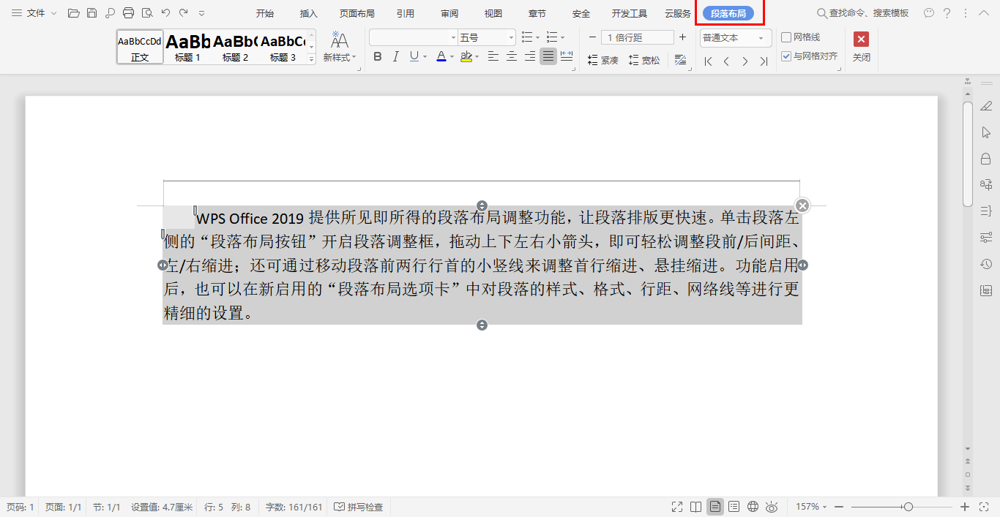 文件 开始 插入 页面布局 引用 审阅 视图 章节 安全 开发工具 云服务 段落布局 查找命令、搜索模板
AaBbCcDd AaBb AaBb( AaBbC 五号 1 倍行距 普通文本 网格线
正文 标题 1 标题 2 标题 3 新样式 B I U A ab 紧凑 宽松 与网格对齐 关闭
WPS Office 2019 提供所见即所得的段落布局调整功能，让段落排版更快速。单击段落左
侧的“段落布局按钮”开启段落调整框，拖动上下左右小箭头，即可轻松调整段前/后间距、
左/右缩进；还可通过移动段落前两行行首的小竖线来调整首行缩进、悬挂缩进。功能启用
后，也可以在新启用的“段落布局选项卡”中对段落的样式、格式、行距、网络线等进行更
精细的设置。
页码: 1 页面: 1/1 节: 1/1 设置值: 4.7厘米 行: 5 列: 8 字数: 161/161 拼写检查 157%